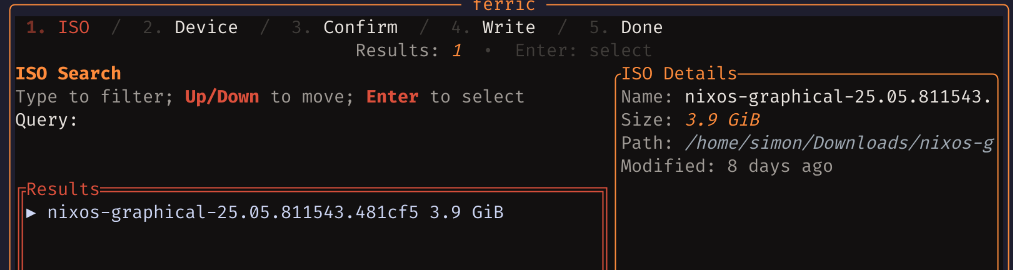 ferric
1. ISO / 2. Device / 3. Confirm / 4. Write / 5. Done
Results: 1 • Enter: select
ISO Search
Type to filter; Up/Down to move; Enter to select
Query:
Results
► nixos-graphical-25.05.811543.481cf5 3.9 GiB
ISO Details
Name: nixos-graphical-25.05.811543.
Size: 3.9 GiB
Path: /home/simon/Downloads/nixos-g
Modified: 8 days ago